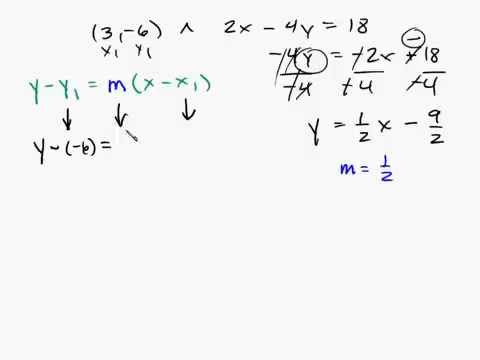 (3, -6) ∧ 2x - 4y = 18
x₁ y₁
-4y = -2x + 18
-4 -4 -4
y - y₁ = m(x - x₁)
y = 1/2 x - 9/2
y - (-6) =
m = 1/2